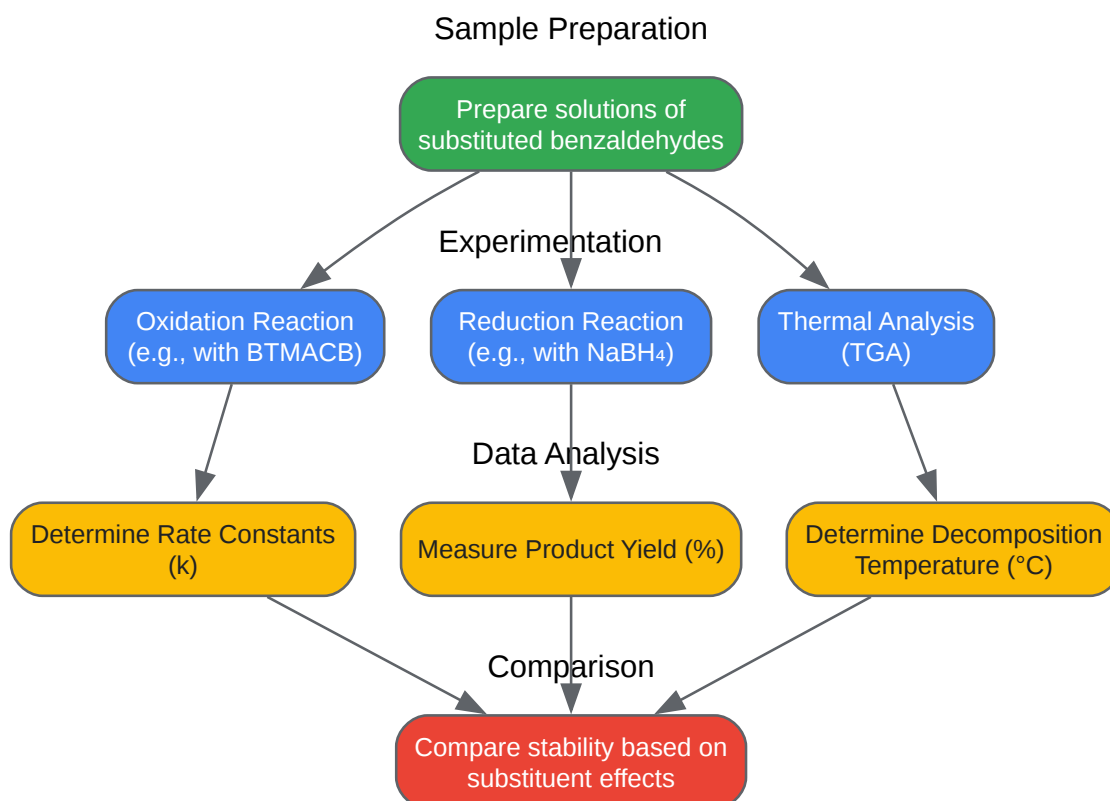 Sample Preparation
Prepare solutions of
substituted benzaldehydes
Experimentation
Oxidation Reaction
(e.g., with BTMACB)
Reduction Reaction
(e.g., with NaBH₄)
Thermal Analysis
(TGA)
Data Analysis
Determine Rate Constants
(k)
Measure Product Yield (%)
Determine Decomposition
Temperature (°C)
Comparison
Compare stability based on
substituent effects